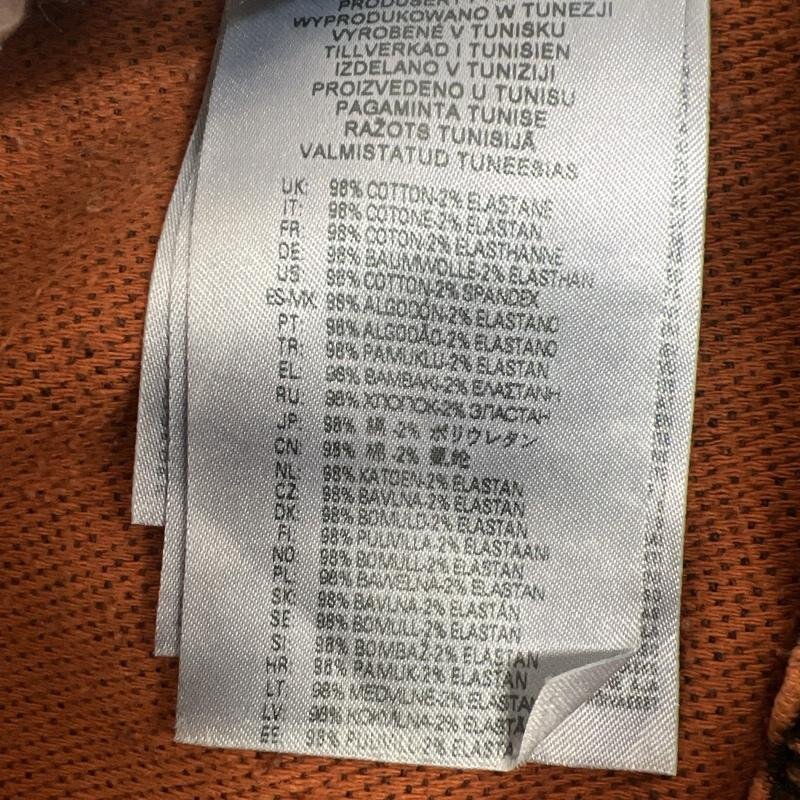 WYPRODUKOWANO W TUNEZJI
VYROBENÉ V TUNISKU
TILLVERKAD I TUNISIEN
IZDELANO V TUNIZIJI
PROIZVEDENO U TUNISU
PAGAMINTA TUNISE
RAŽOTS TUNISIJĀ
VALMISTATUD TUNEESIAS
UK: 98% COTTON-2% ELASTANE
IT: 98% COTONE-2% ELASTAN
FR 98% COTON-2% ELASTHANNE
DE 98% BAUMWOLLE-2% ELASTHAN
US: 98% COTTON-2% SPANDEX
ES-MX 98% ALGODÓN-2% ELASTANO
PT: 98% ALGODÃO-2% ELASTANO
TR: 98% PAMUKLU-2% ELASTAN
EL: 98% ΒΑΜΒΑΚΙ-2% ΕΛΑΣΤΑΝΗ
RU: 98% ХЛОПОК-2% ЭЛАСТАН
JP: 98% 綿 -2% ポリウレタン
CN: 98% 棉 -2% 氨纶
NL: 98% KATOEN-2% ELASTAN
CZ: 98% BAVLNA-2% ELASTAN
DK: 98% BOMULD-2% ELASTAN
FI: 98% PUUVILLA-2% ELASTAANI
NO: 98% BOMULL-2% ELASTAN
PL: 98% BAWEŁNA-2% ELASTAN
SK: 98% BAVLNA-2% ELASTAN
SE: 98% BOMULL-2% ELASTAN
SI: 98% BOMBAŽ-2% ELASTAN
HR: 98% PAMUK-2% ELASTAN
LT: 98% MEDVILNĖ-2% ELASTAN
LV: 98% KOKVILNA-2% ELASTĀ
EE: 98% 2% ELASTA